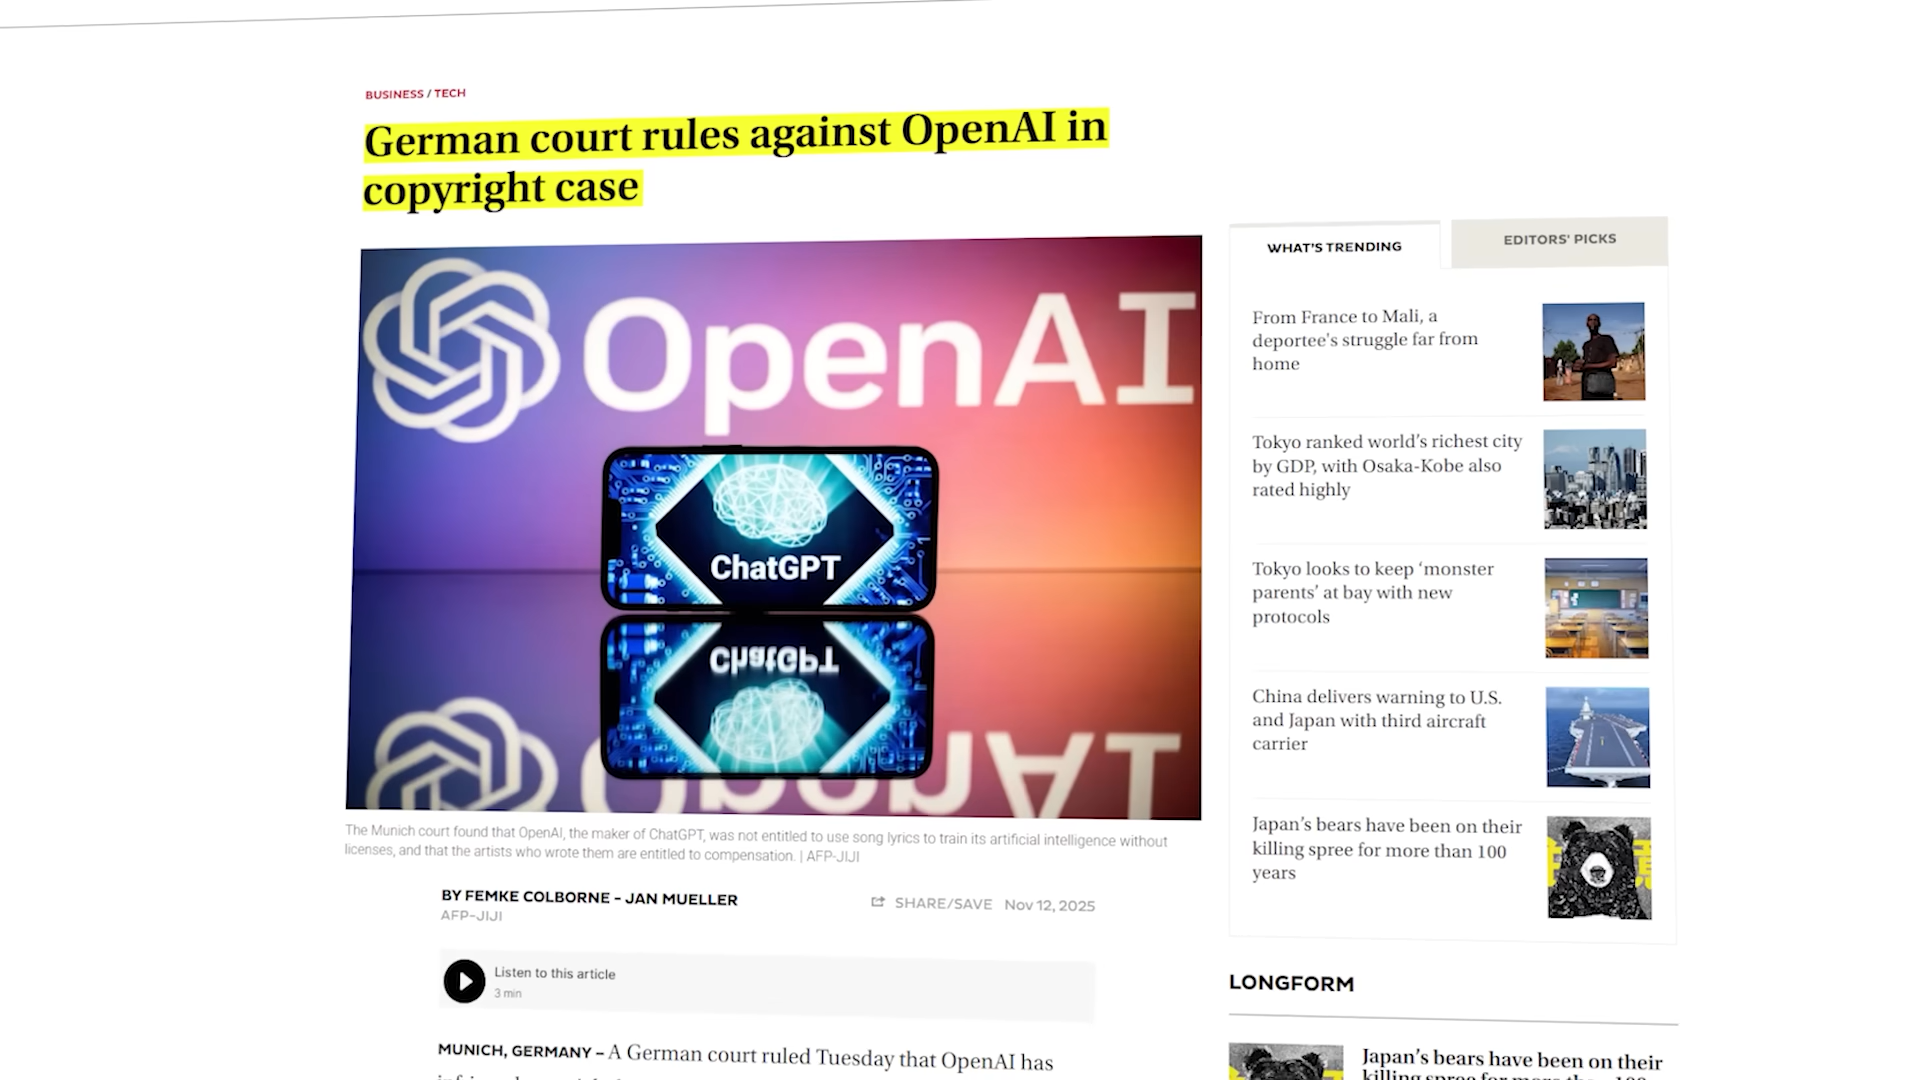 BUSINESS / TECH
German court rules against OpenAI in
copyright case
OpenAI
ChatGPT
The Munich court found that OpenAI, the maker of ChatGPT, was not entitled to use song lyrics to train its artificial intelligence without
licenses, and that the artists who wrote them are entitled to compensation. | AFP-JIJI
BY FEMKE COLBORNE – JAN MUELLER
AFP-JIJI
SHARE/SAVE Nov 12, 2025
Listen to this article
3 min
MUNICH, GERMANY – A German court ruled Tuesday that OpenAI has
WHAT'S TRENDING
EDITORS' PICKS
From France to Mali, a
deportee's struggle far from
home
Tokyo ranked world's richest city
by GDP, with Osaka-Kobe also
rated highly
Tokyo looks to keep ‘monster
parents’ at bay with new
protocols
China delivers warning to U.S.
and Japan with third aircraft
carrier
Japan’s bears have been on their
killing spree for more than 100
years
LONGFORM
Japan’s bears have been on their
killing spree for more than 100